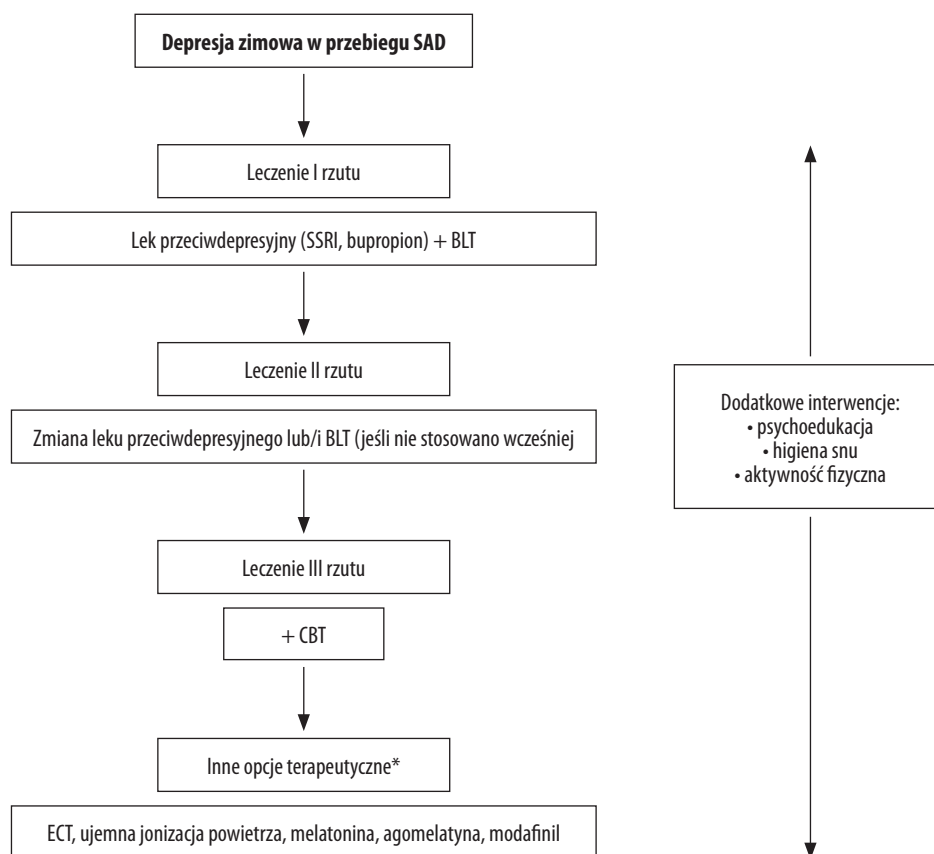 Depresja zimowa w przebiegu SAD
Leczenie I rzutu
Lek przeciwdepresyjny (SSRI, bupropion) + BLT
Leczenie II rzutu
Zmiana leku przeciwdepresyjnego lub/i BLT (jeśli nie stosowano wcześniej
Leczenie III rzutu
+ CBT
Inne opcje terapeutyczne*
ECT, ujemna jonizacja powietrza, melatonina, agomelatyna, modafinil
Dodatkowe interwencje:
• psychoedukacja
• higiena snu
• aktywność fizyczna